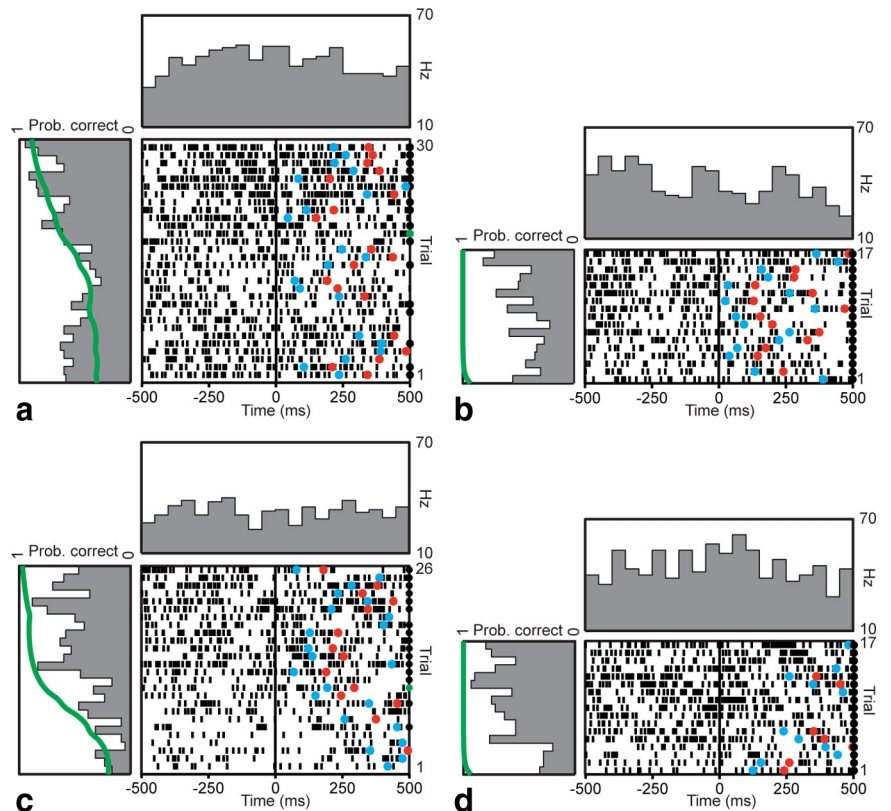 70
Hz
10
Prob. correct
1
0
30
Trial
1
-500
-250
0
250
500
Time (ms)
a
70
Hz
10
Prob. correct
1
0
17
Trial
1
-500
-250
0
250
500
Time (ms)
b
70
Hz
10
Prob. correct
1
0
26
Trial
1
-500
-250
0
250
500
Time (ms)
c
70
Hz
10
Prob. correct
1
0
17
Trial
1
-500
-250
0
250
500
Time (ms)
d